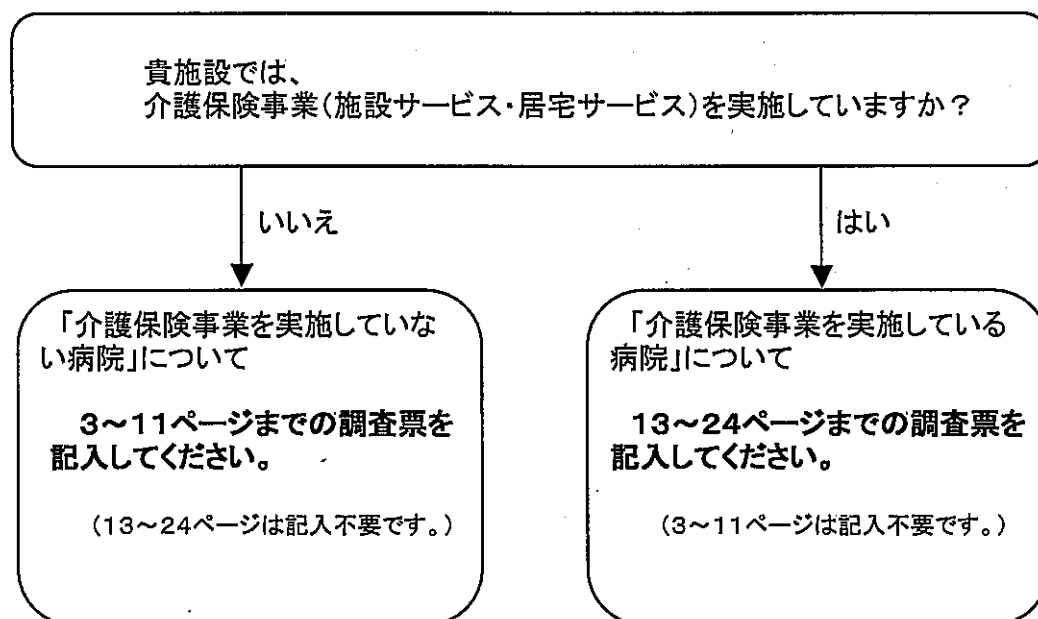 貴施設では、
介護保険事業(施設サービス・居宅サービス)を実施していますか？
いいえ
はい
「介護保険事業を実施していな
い病院」について
3～11ページまでの調査票を
記入してください。
(13～24ページは記入不要です。)
「介護保険事業を実施している
病院」について
13～24ページまでの調査票を
記入してください。
(3～11ページは記入不要です。)